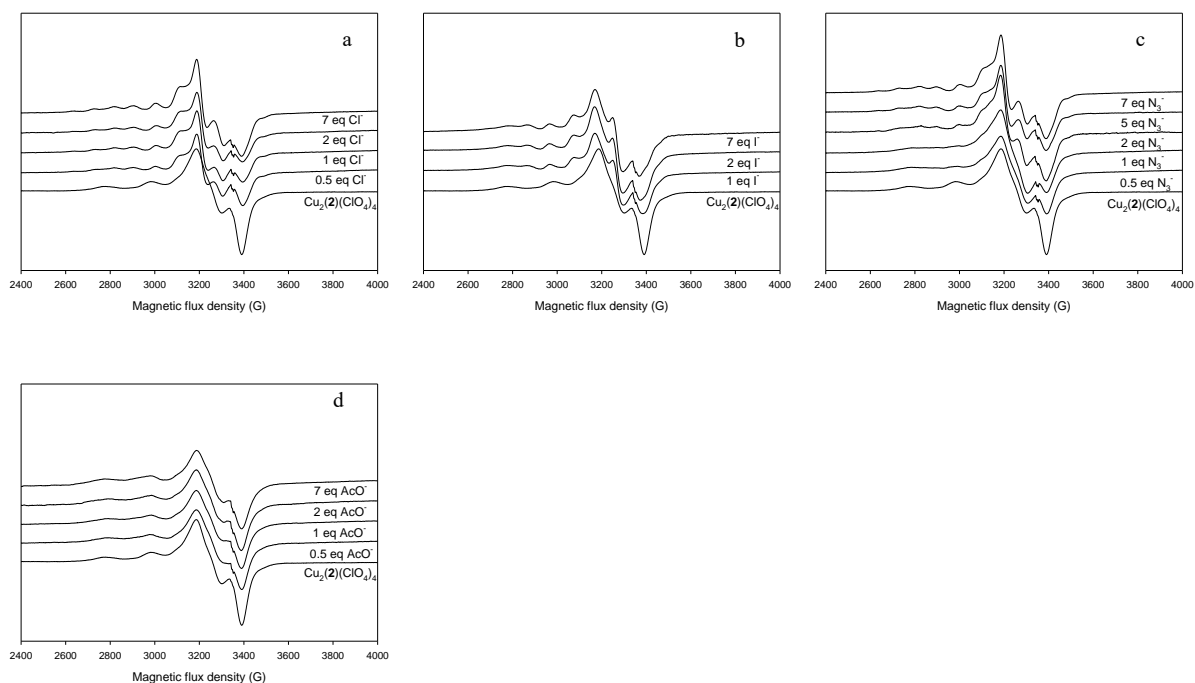 a
7 eq Cl⁻
2 eq Cl⁻
1 eq Cl⁻
0.5 eq Cl⁻
Cu₂(2)(ClO₄)₄
2400 2600 2800 3000 3200 3400 3600 3800 4000
Magnetic flux density (G)
b
7 eq I⁻
2 eq I⁻
1 eq I⁻
Cu₂(2)(ClO₄)₄
2400 2600 2800 3000 3200 3400 3600 3800 4000
Magnetic flux density (G)
c
7 eq N₃⁻
5 eq N₃⁻
2 eq N₃⁻
1 eq N₃⁻
0.5 eq N₃⁻
Cu₂(2)(ClO₄)₄
2400 2600 2800 3000 3200 3400 3600 3800 4000
Magnetic flux density (G)
d
7 eq AcO⁻
2 eq AcO⁻
1 eq AcO⁻
0.5 eq AcO⁻
Cu₂(2)(ClO₄)₄
2400 2600 2800 3000 3200 3400 3600 3800 4000
Magnetic flux density (G)